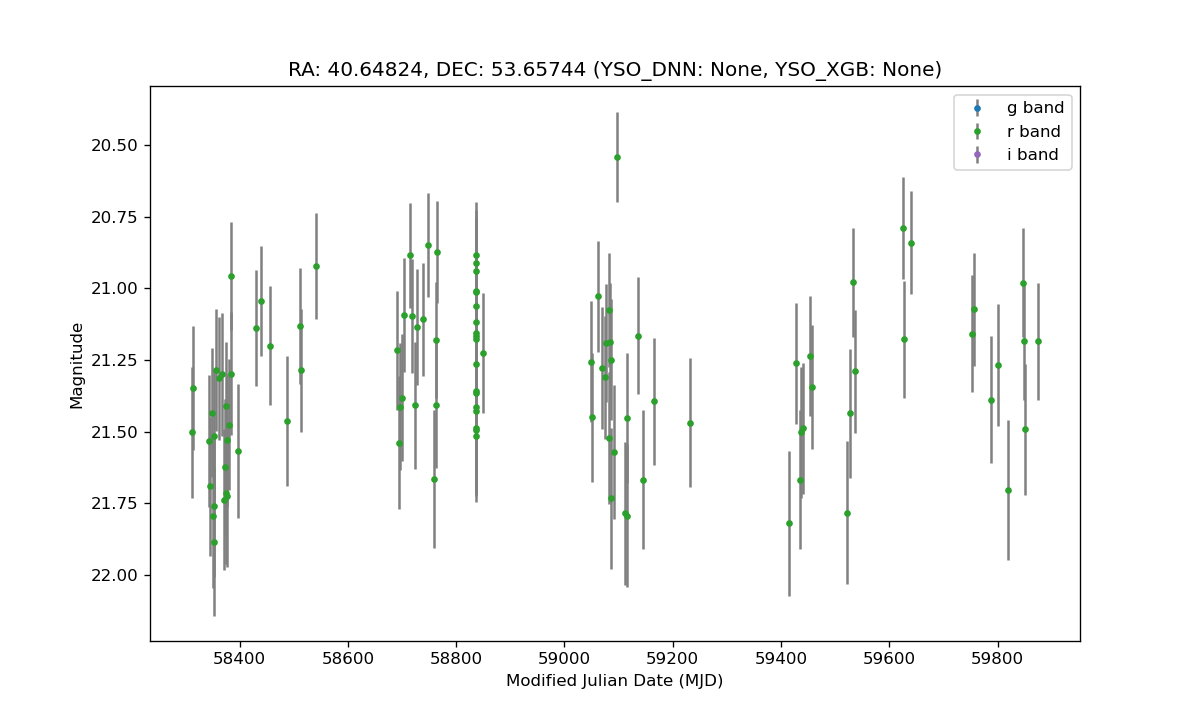 RA: 40.64824, DEC: 53.65744 (YSO_DNN: None, YSO_XGB: None)
g band
r band
i band
20.50
20.75
21.00
21.25
21.50
21.75
22.00
Magnitude
58400 58600 58800 59000 59200 59400 59600 59800
Modified Julian Date (MJD)